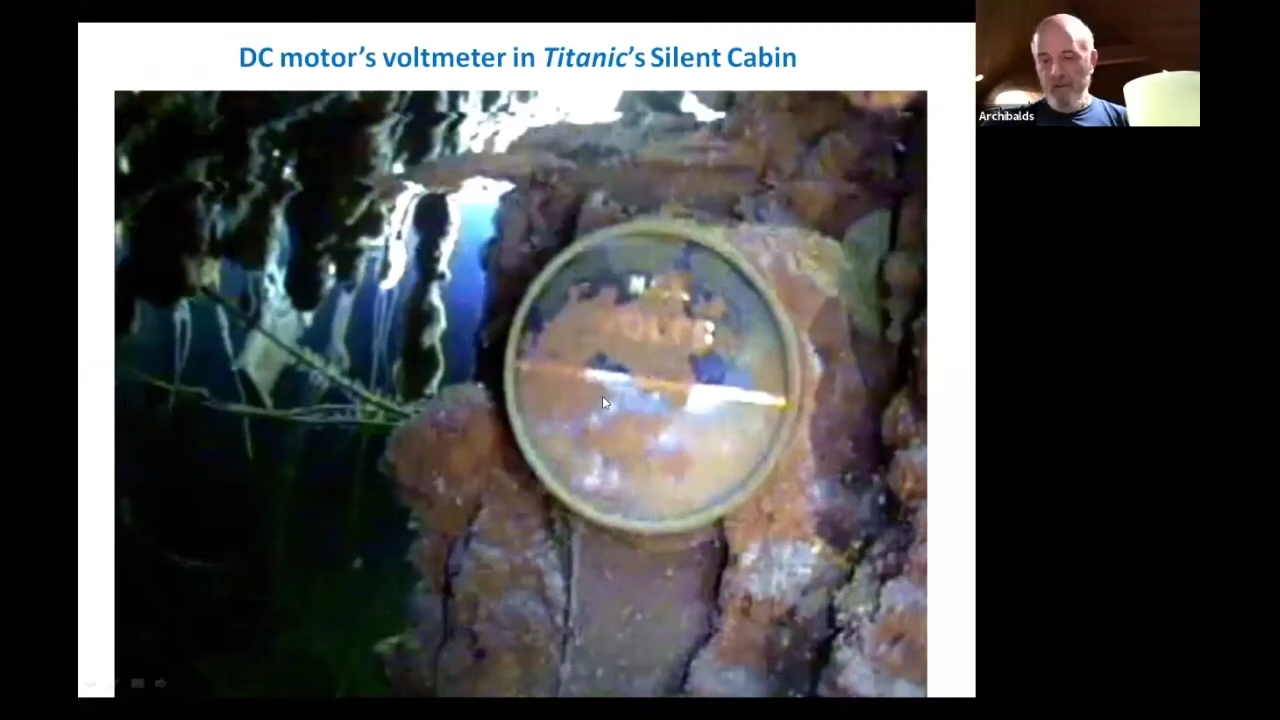 DC motor’s voltmeter in Titanic’s Silent Cabin
Archibalds
VOLTS